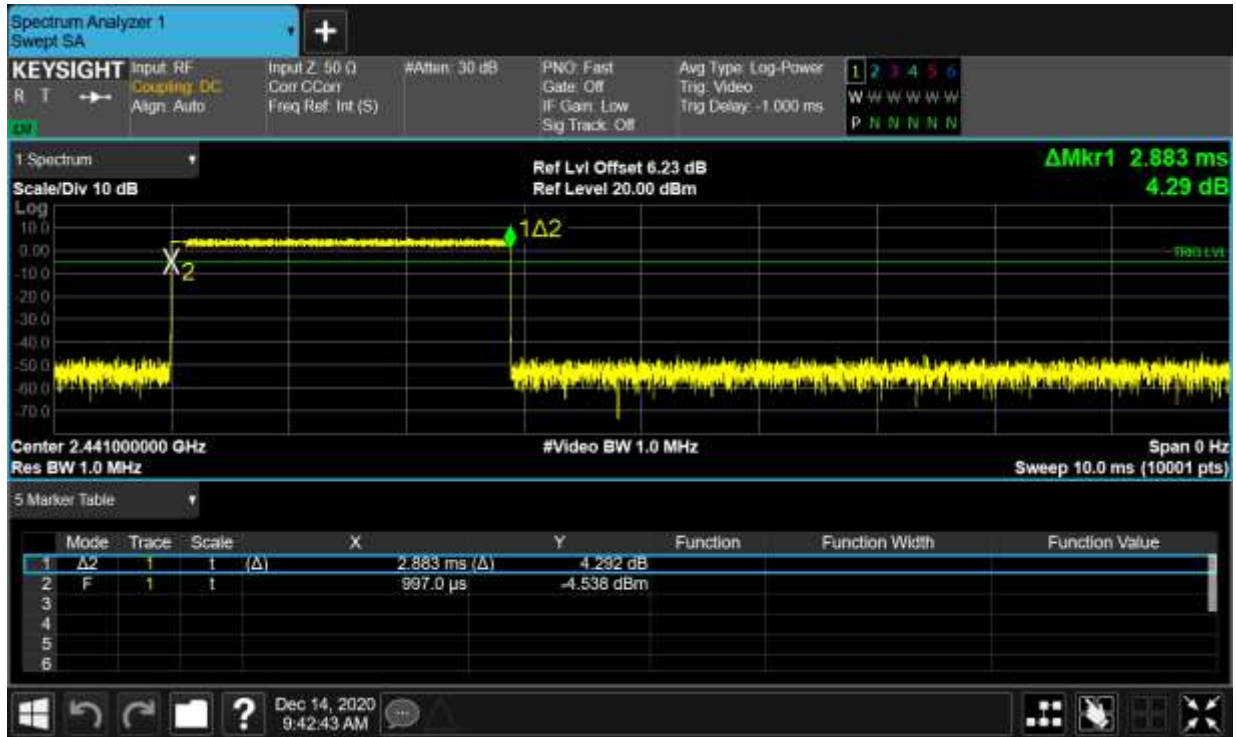 Spectrum Analyzer 1
Swept SA
+
KEYSIGHT Input: RF Input Z: 50 Ω #Atten: 30 dB PNO: Fast Avg Type: Log-Power 1 2 3 4 5 6
R T Coupling: DC Corr CCorr Gate: Off Trig: Video W W W W W W
Align: Auto Freq Ref: Int (S) IF Gain: Low Trig Delay: -1.000 ms P N N N N N
Sig Track: Off
1 Spectrum Ref Lvl Offset 6.23 dB ΔMkr1 2.883 ms
Scale/Div 10 dB Ref Level 20.00 dBm 4.29 dB
Log
10.0
1Δ2
0.00
TRIG LVL
2
-10.0
-20.0
-30.0
-40.0
-50.0
-60.0
-70.0
Center 2.441000000 GHz #Video BW 1.0 MHz Span 0 Hz
Res BW 1.0 MHz Sweep 10.0 ms (10001 pts)
5 Marker Table
Mode Trace Scale X Y Function Function Width Function Value
1 Δ2 1 t (Δ) 2.883 ms (Δ) 4.292 dB
2 F 1 t 997.0 µs -4.538 dBm
3
4
5
6
? Dec 14, 2020
9:42:43 AM